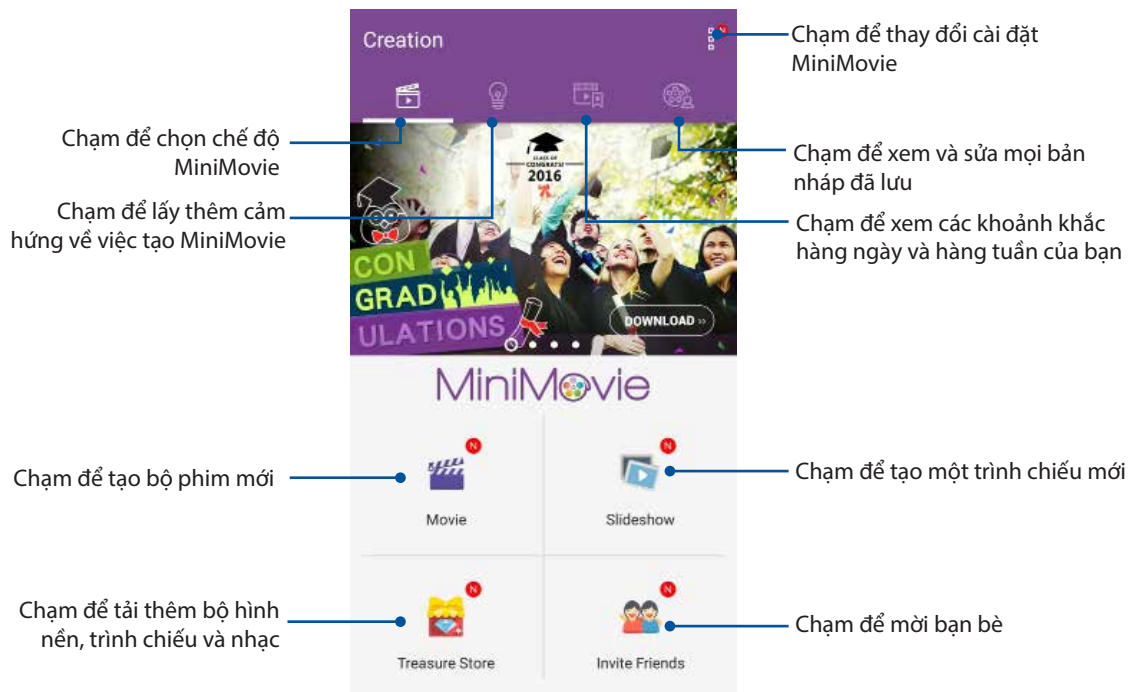 Creation
N
Chạm để thay đổi cài đặt
MiniMovie
Chạm để chọn chế độ
MiniMovie
Chạm để lấy thêm cảm
hứng về việc tạo MiniMovie
CLASS OF
CONGRATS!
2016
CON
GRAD
ULATIONS
DOWNLOAD »
Chạm để xem và sửa mọi bản
nháp đã lưu
Chạm để xem các khoảnh khắc
hàng ngày và hàng tuần của bạn
MiniMovie
Chạm để tạo bộ phim mới
N
Movie
N
Slideshow
Chạm để tạo một trình chiếu mới
Chạm để tải thêm bộ hình
nền, trình chiếu và nhạc
N
Treasure Store
N
Invite Friends
Chạm để mời bạn bè